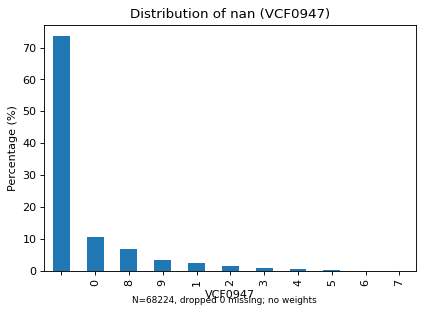 Distribution of nan (VCF0947)
Percentage (%)
70
60
50
40
30
20
10
0
0 8 9 1 2 3 4 5 6 7
VCF0947
N=68224, dropped 0 missing; no weights